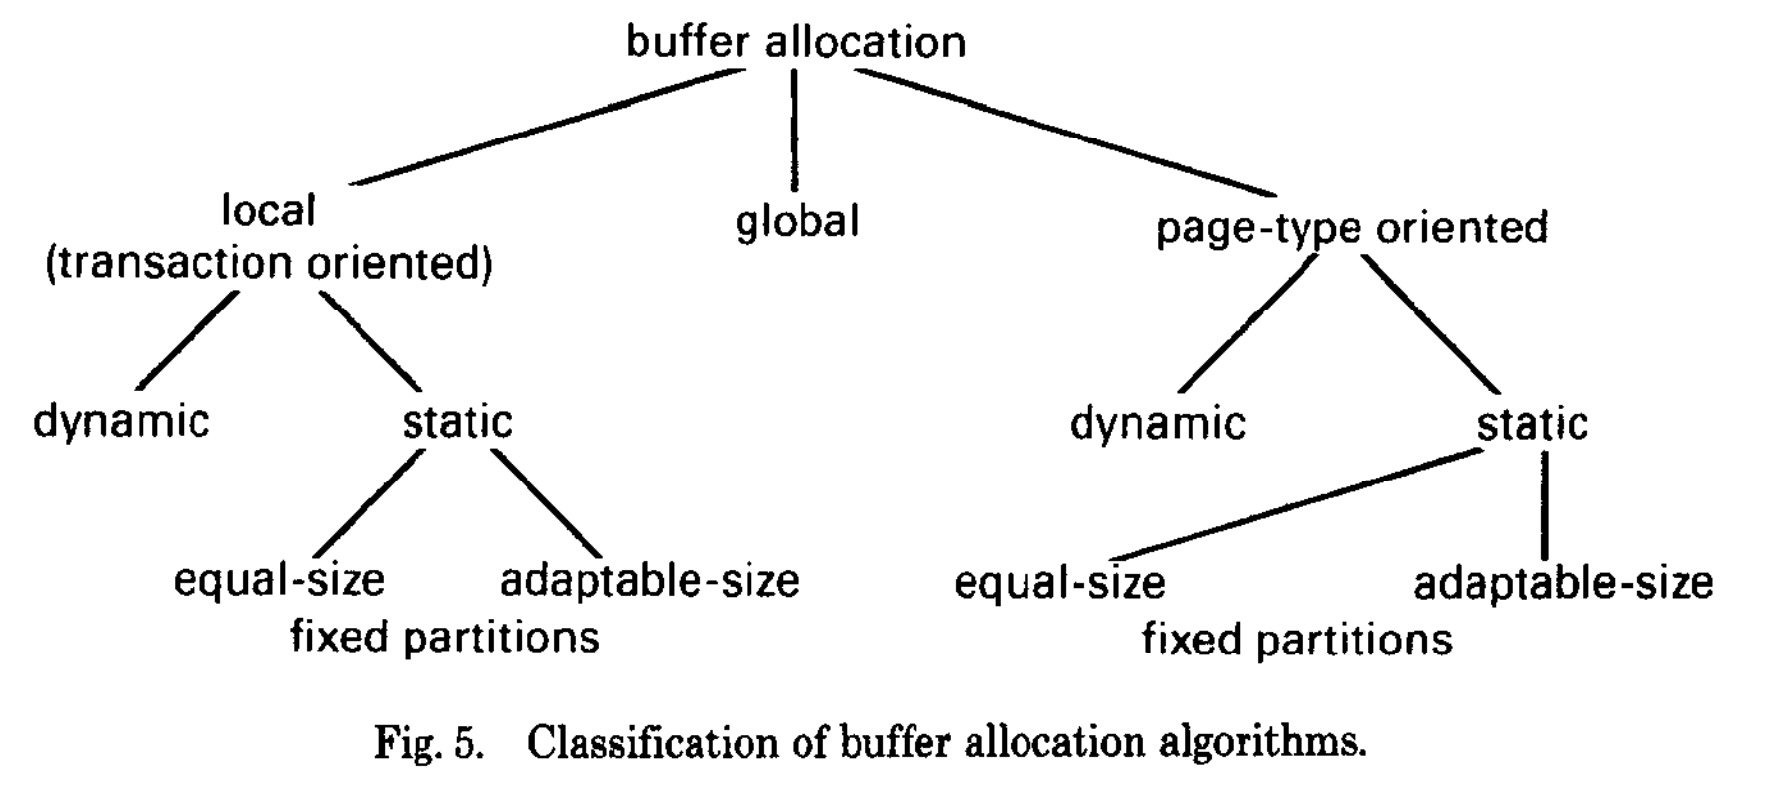 buffer allocation
local
(transaction oriented)
global
page-type oriented
dynamic
static
dynamic
static
equal-size
adaptable-size
fixed partitions
equal-size
adaptable-size
fixed partitions
Fig. 5. Classification of buffer allocation algorithms.